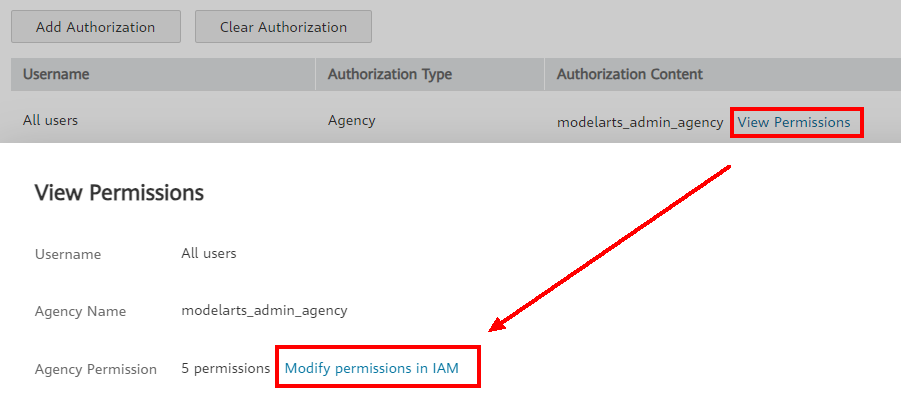 Add Authorization Clear Authorization
Username Authorization Type Authorization Content
All users Agency modelarts_admin_agency View Permissions
View Permissions
Username All users
Agency Name modelarts_admin_agency
Agency Permission 5 permissions Modify permissions in IAM